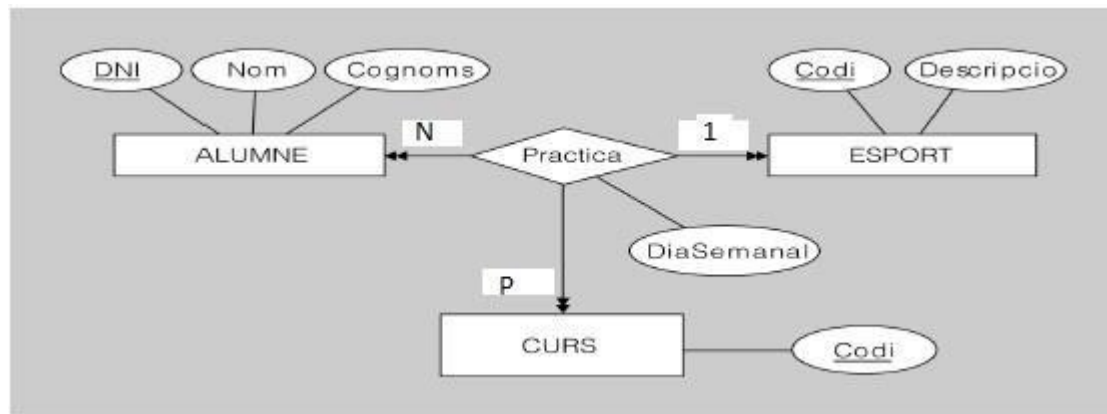 DNI Nom Cognoms Codi Descripcio
N 1
ALUMNE Practica ESPORT
DiaSemanal
P
CURS Codi